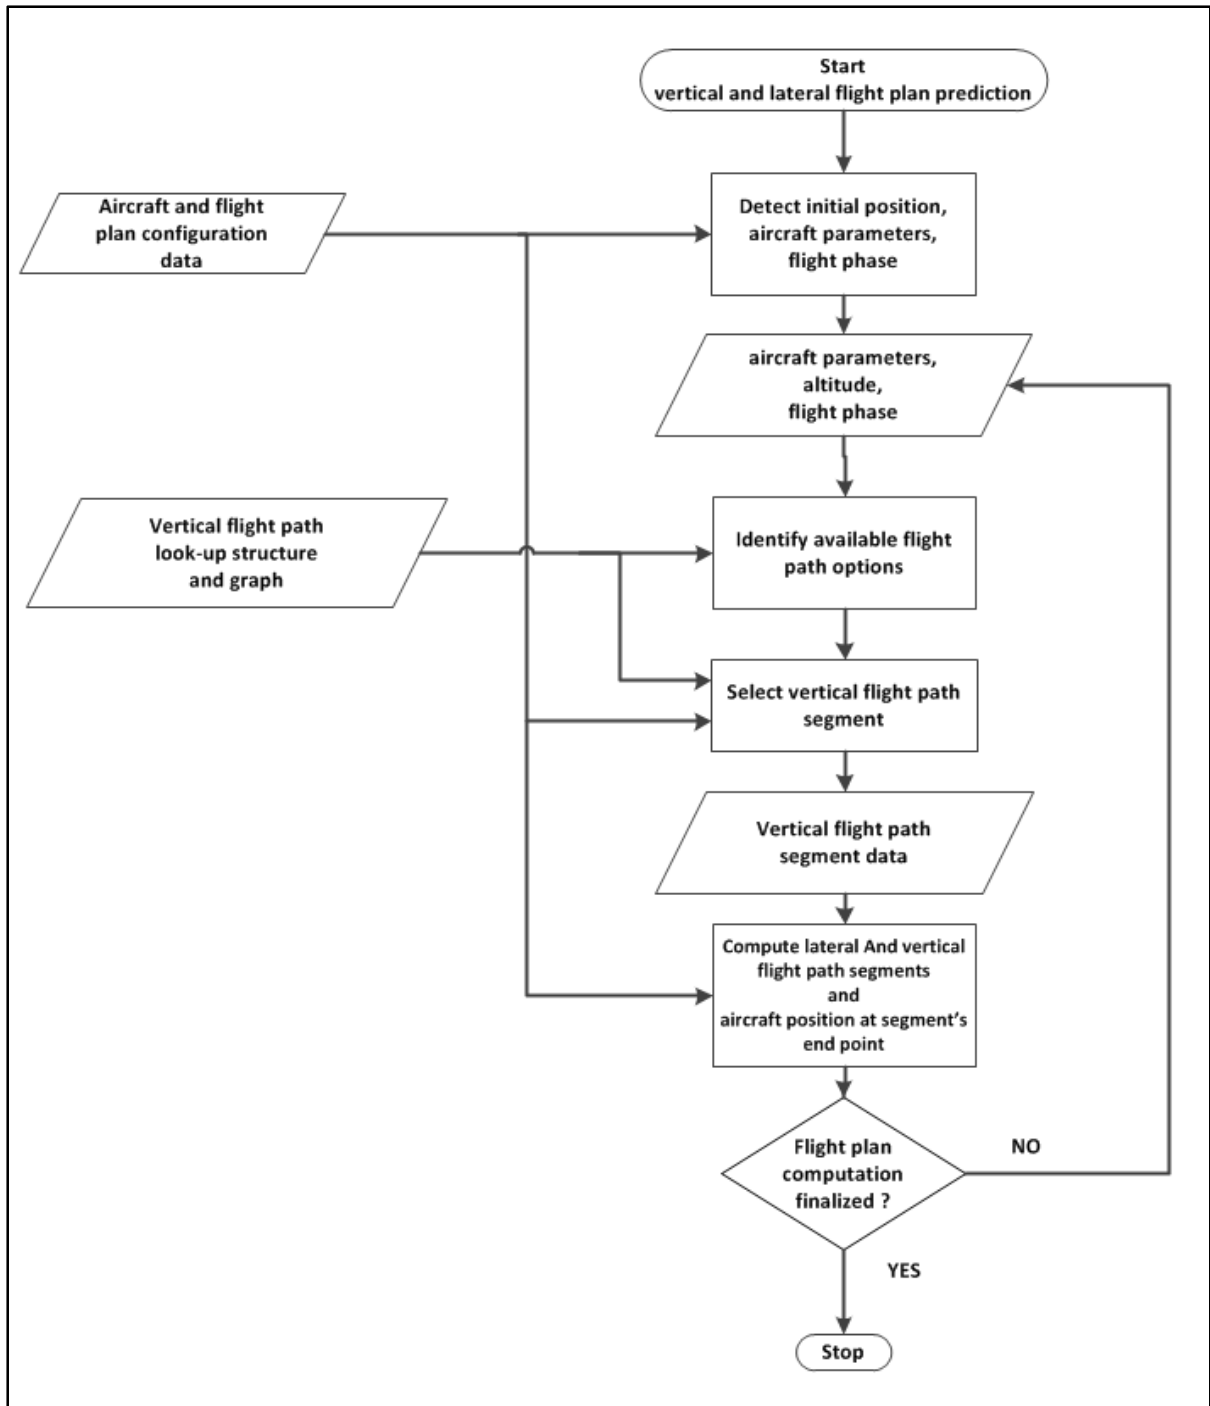 Start
vertical and lateral flight plan prediction
Aircraft and flight
plan configuration
data
Detect initial position,
aircraft parameters,
flight phase
aircraft parameters,
altitude,
flight phase
Vertical flight path
look-up structure
and graph
Identify available flight
path options
Select vertical flight path
segment
Vertical flight path
segment data
Compute lateral And vertical
flight path segments
and
aircraft position at segment's
end point
Flight plan
computation
finalized ?
NO
YES
Stop